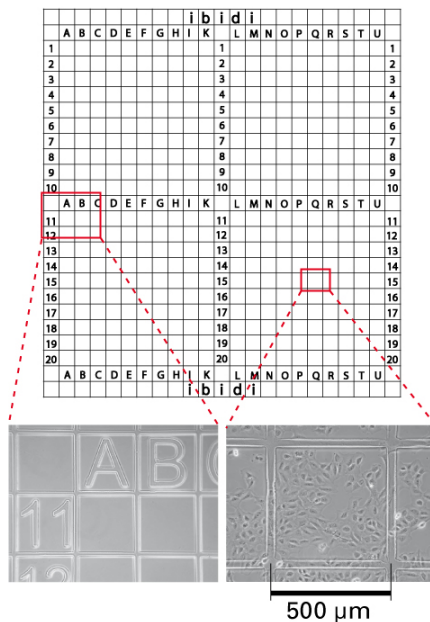 ibidi
A B C D E F G H I K L M N O P Q R S T U
1 1 1
2 2 2
3 3 3
4 4 4
5 5 5
6 6 6
7 7 7
8 8 8
9 9 9
10 10 10
A B C D E F G H I K L M N O P Q R S T U
11 11 11
12 12 12
13 13 13
14 14 14
15 15 15
16 16 16
17 17 17
18 18 18
19 19 19
20 20 20
A B C D E F G H I K L M N O P Q R S T U
ibidi
A B C
11
12
500 µm